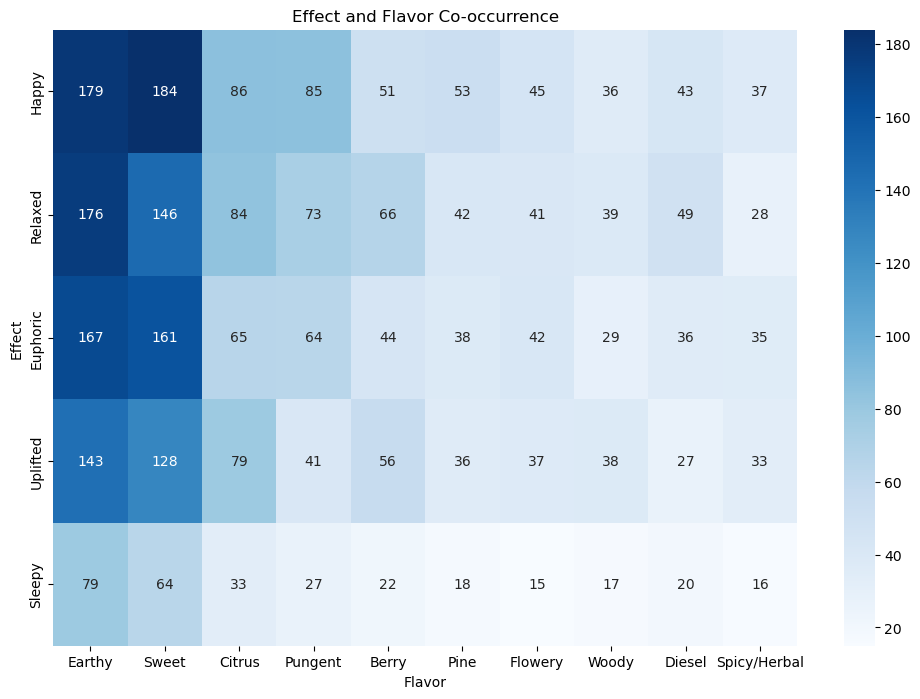 Effect and Flavor Co-occurrence
Effect
Happy 179 184 86 85 51 53 45 36 43 37
Relaxed 176 146 84 73 66 42 41 39 49 28
Euphoric 167 161 65 64 44 38 42 29 36 35
Uplifted 143 128 79 41 56 36 37 38 27 33
Sleepy 79 64 33 27 22 18 15 17 20 16
Earthy Sweet Citrus Pungent Berry Pine Flowery Woody Diesel Spicy/Herbal
Flavor
180
160
140
120
100
80
60
40
20